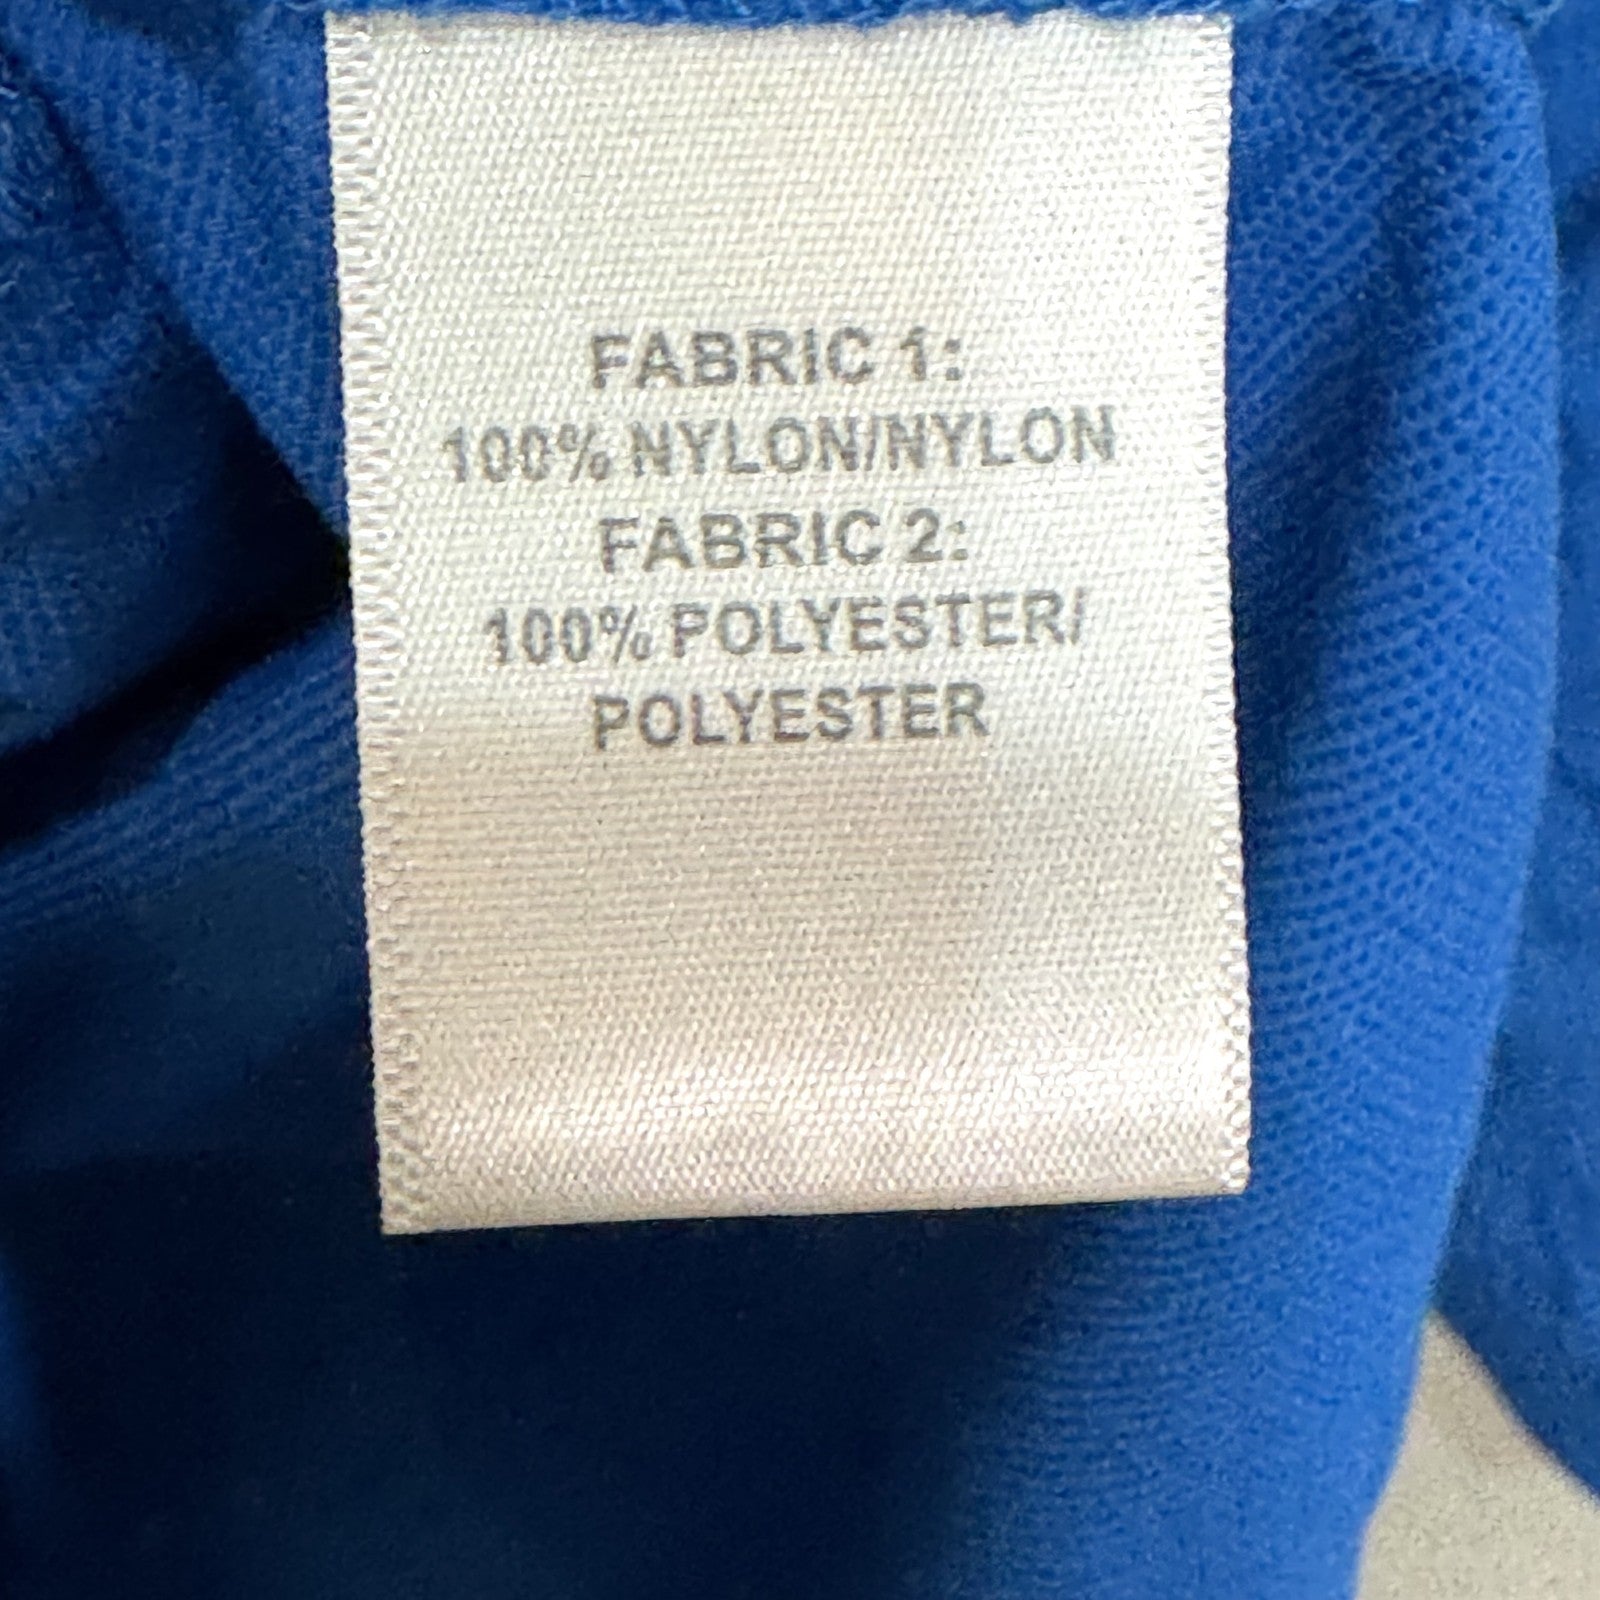 FABRIC 1:
100% NYLON/NYLON
FABRIC 2:
100% POLYESTER/
POLYESTER